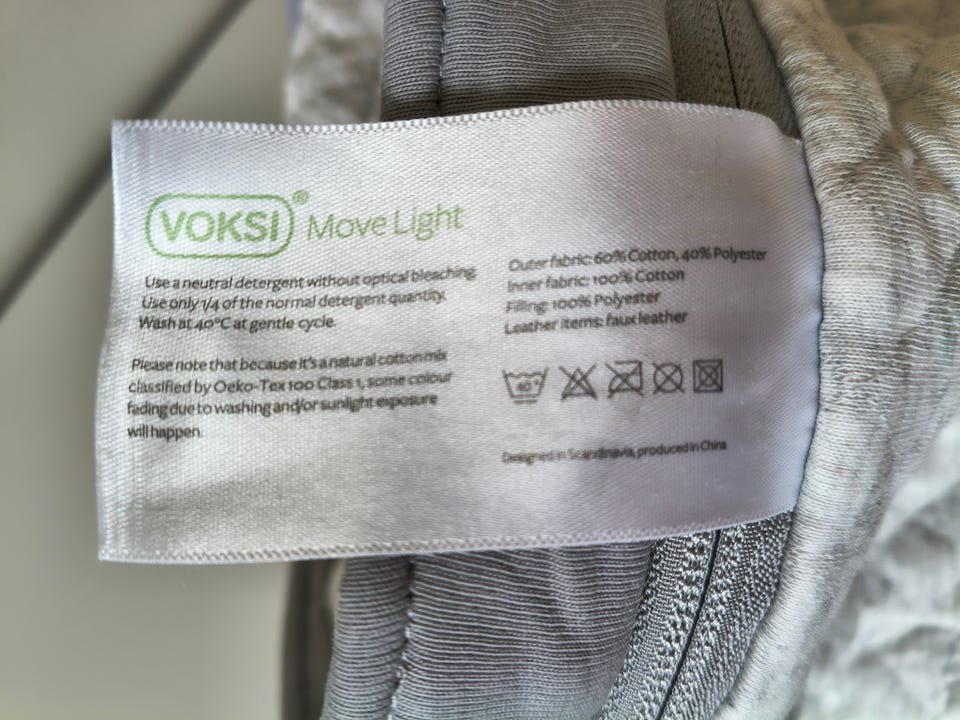 VOKSI® Move Light
Use a neutral detergent without optical bleaching.
Use only 1/4 of the normal detergent quantity.
Wash at 40°C at gentle cycle.
Please note that because it's a natural cotton mix
classified by Oeko-Tex 100 Class 1, some colour
fading due to washing and/or sunlight exposure
will happen.
Outer fabric: 60% Cotton, 40% Polyester
Inner fabric: 100% Cotton
Filling: 100% Polyester
Leather items: faux leather
40°
Designed in Scandinavia, produced in China